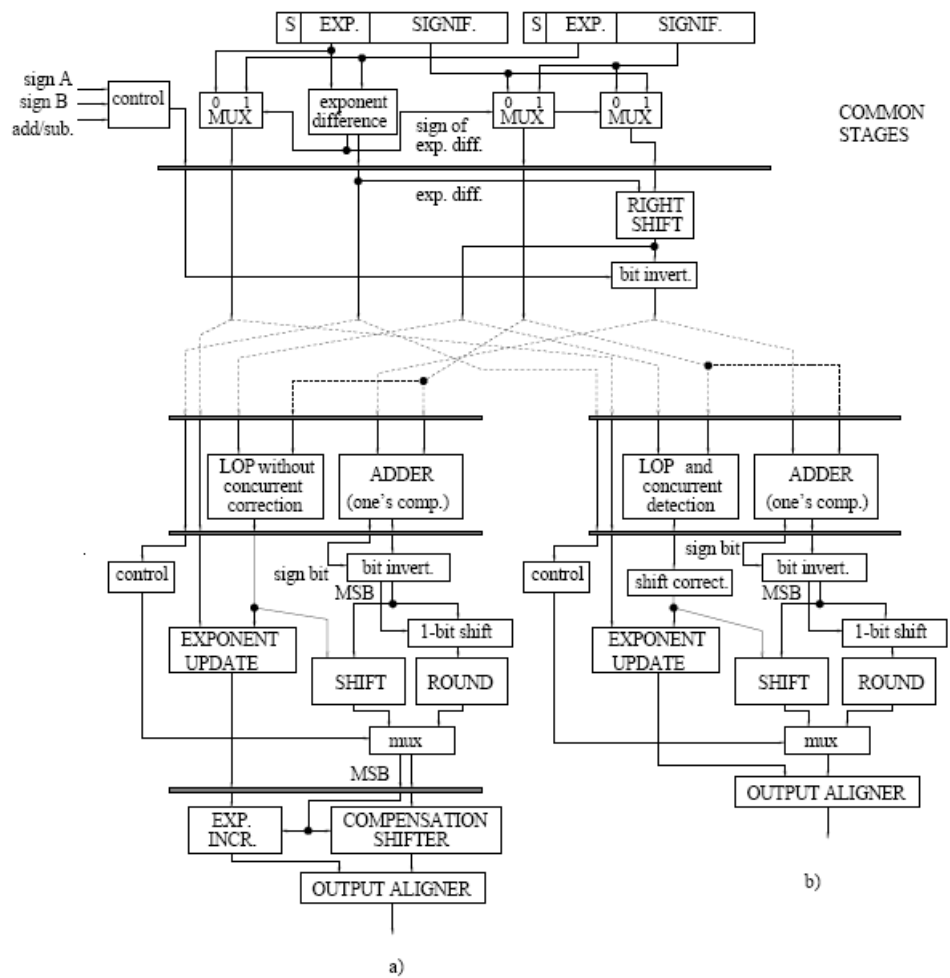 S EXP. SIGNIF. S EXP. SIGNIF.
sign A
sign B
add/sub.
control
0 1
MUX
exponent
difference
sign of
exp. diff.
0 1
MUX
0 1
MUX
COMMON
STAGES
exp. diff.
RIGHT
SHIFT
bit invert.
LOP without
concurrent
correction
ADDER
(one's comp.)
control
sign bit
bit invert.
MSB
1-bit shift
EXPONENT
UPDATE
SHIFT
ROUND
mux
MSB
EXP.
INCR.
COMPENSATION
SHIFTER
OUTPUT ALIGNER
a)
LOP and
concurrent
detection
ADDER
(one's comp.)
control
sign bit
shift correct.
bit invert.
MSB
1-bit shift
EXPONENT
UPDATE
SHIFT
ROUND
mux
OUTPUT ALIGNER
b)